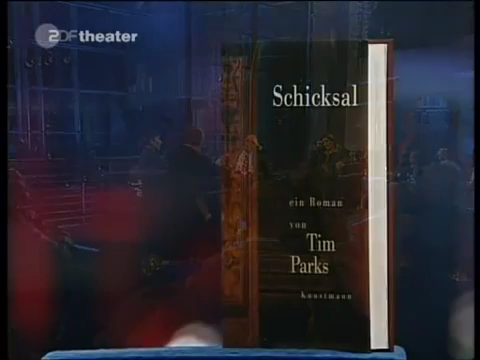 ZDFtheater
Schicksal
ein Roman
von
Tim
Parks
Kunstmann